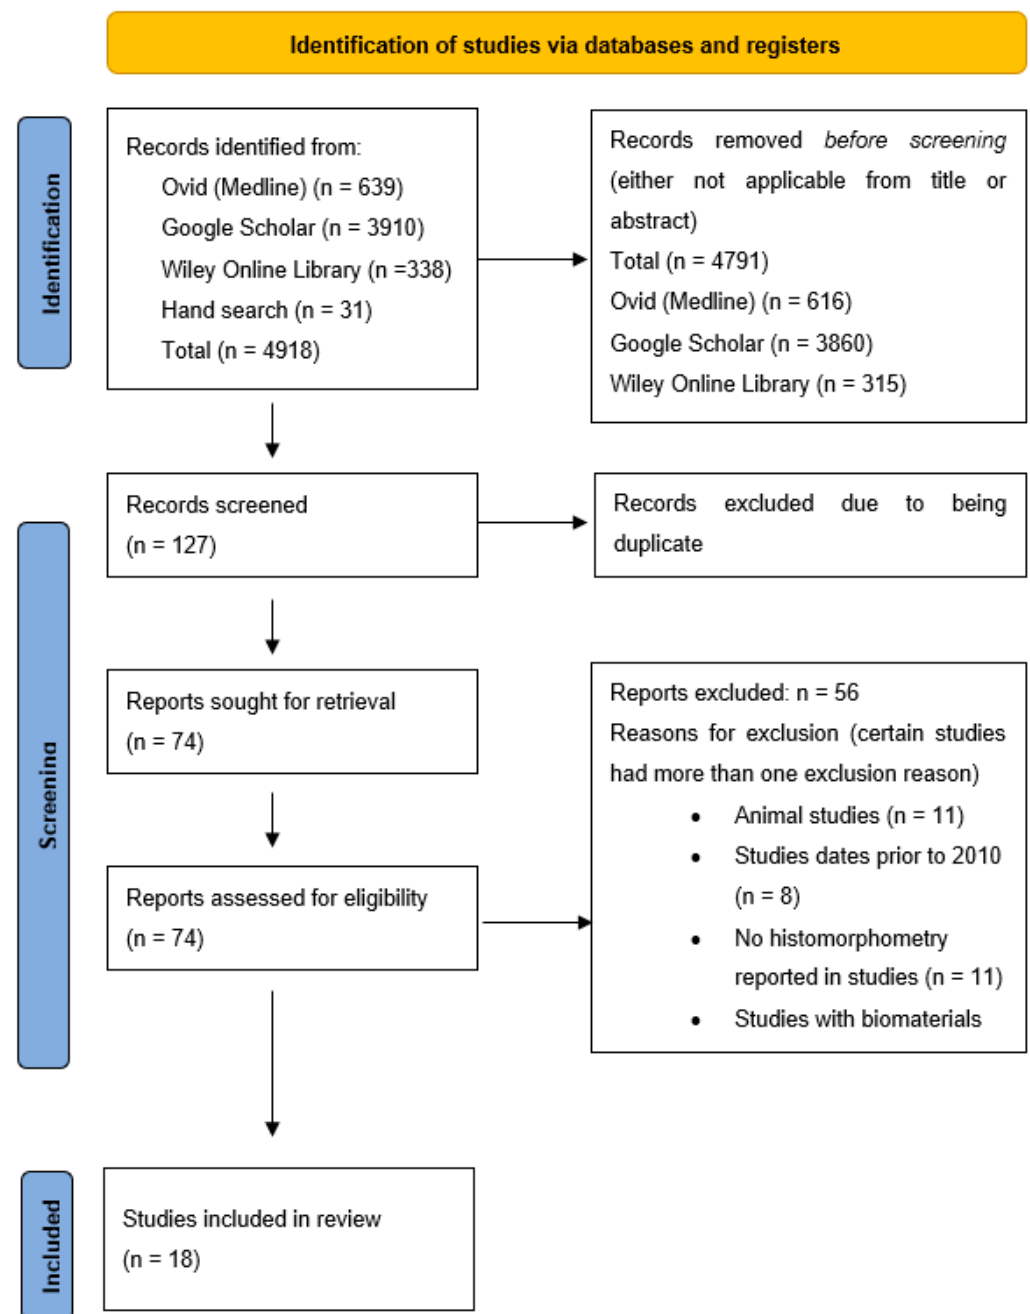 Identification of studies via databases and registers
Identification
Records identified from:
Ovid (Medline) (n = 639)
Google Scholar (n = 3910)
Wiley Online Library (n =338)
Hand search (n = 31)
Total (n = 4918)
Records removed before screening
(either not applicable from title or
abstract)
Total (n = 4791)
Ovid (Medline) (n = 616)
Google Scholar (n = 3860)
Wiley Online Library (n = 315)
Screening
Records screened
(n = 127)
Records excluded due to being
duplicate
Reports sought for retrieval
(n = 74)
Reports assessed for eligibility
(n = 74)
Reports excluded: n = 56
Reasons for exclusion (certain studies
had more than one exclusion reason)
• Animal studies (n = 11)
• Studies dates prior to 2010
(n = 8)
• No histomorphometry
reported in studies (n = 11)
• Studies with biomaterials
Included
Studies included in review
(n = 18)